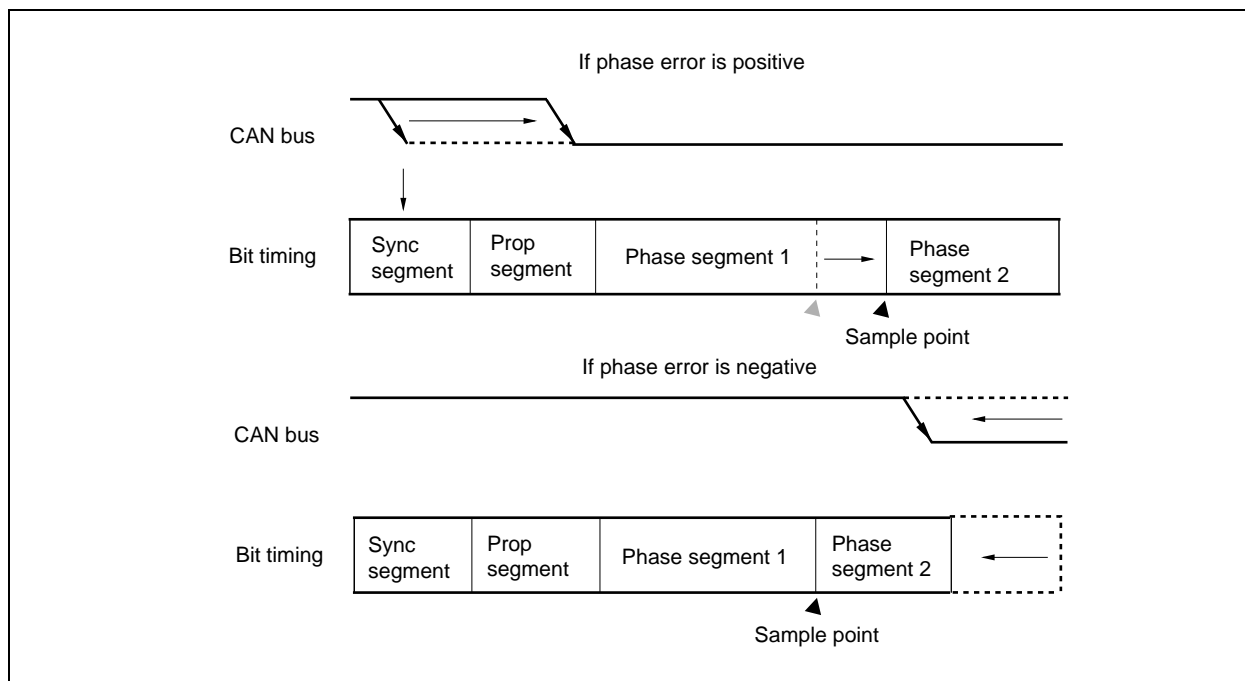 If phase error is positive
CAN bus
Bit timing
Sync
segment
Prop
segment
Phase segment 1
Phase
segment 2
Sample point
If phase error is negative
CAN bus
Bit timing
Sync
segment
Prop
segment
Phase segment 1
Phase
segment 2
Sample point